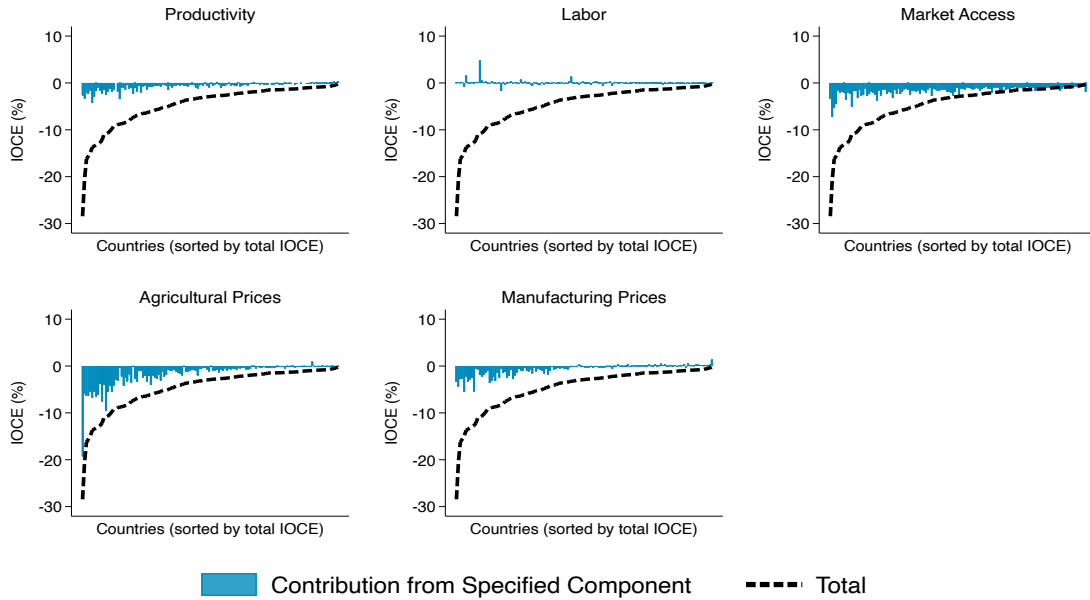 Productivity
IOCE (%)
10
0
-10
-20
-30
Countries (sorted by total IOCE)
Labor
IOCE (%)
10
0
-10
-20
-30
Countries (sorted by total IOCE)
Market Access
IOCE (%)
10
0
-10
-20
-30
Countries (sorted by total IOCE)
Agricultural Prices
IOCE (%)
10
0
-10
-20
-30
Countries (sorted by total IOCE)
Manufacturing Prices
IOCE (%)
10
0
-10
-20
-30
Countries (sorted by total IOCE)
Contribution from Specified Component
Total